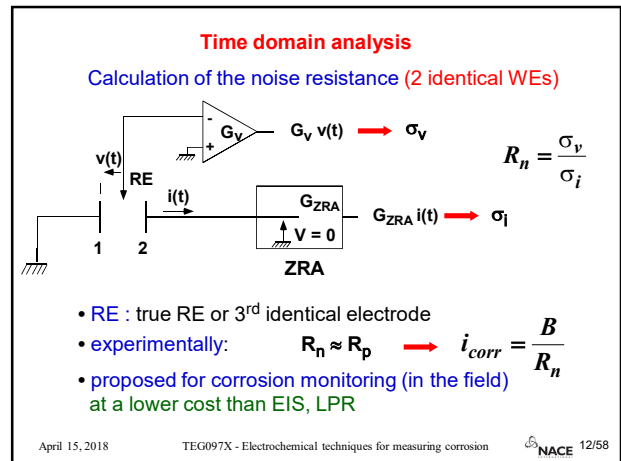 Time domain analysis
Calculation of the noise resistance (2 identical WEs)
-
Gv
+
Gv v(t)
σv
v(t)
RE
Rn = σv / σi
i(t)
GZRA
GZRA i(t)
σi
V = 0
1
2
ZRA
• RE : true RE or 3rd identical electrode
• experimentally: Rn ≈ Rp icorr = B / Rn
• proposed for corrosion monitoring (in the field)
at a lower cost than EIS, LPR
April 15, 2018 TEG097X - Electrochemical techniques for measuring corrosion NACE 12/58